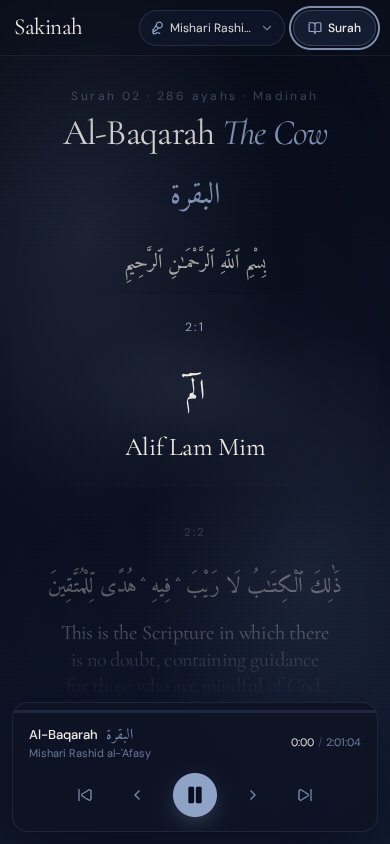 Sakinah
Mishari Rashi...
Surah
Surah 02 · 286 ayahs · Madinah
Al-Baqarah The Cow
البقرة
بِسْمِ ٱللَّهِ ٱلرَّحْمَـٰنِ ٱلرَّحِيمِ
2:1
الٓمٓ
Alif Lam Mim
2:2
ذَٰلِكَ ٱلْكِتَـٰبُ لَا رَيْبَ ۛ فِيهِ ۛ هُدًى لِّلْمُتَّقِينَ
This is the Scripture in which there
is no doubt, containing guidance
for those who are mindful of God,
Al-Baqarah البقرة
Mishari Rashid al-'Afasy
0:00 / 2:01:04